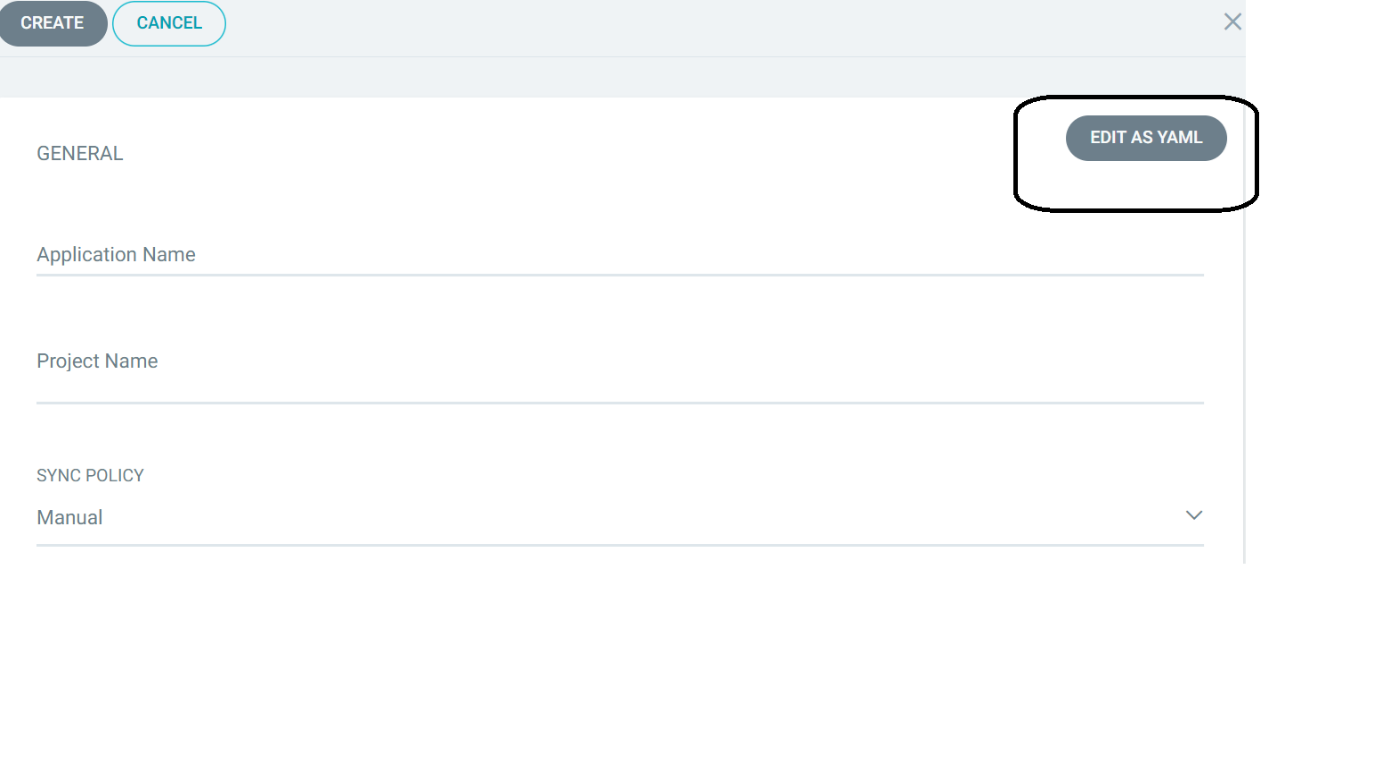 CREATE CANCEL
EDIT AS YAML
GENERAL
Application Name
Project Name
SYNC POLICY
Manual